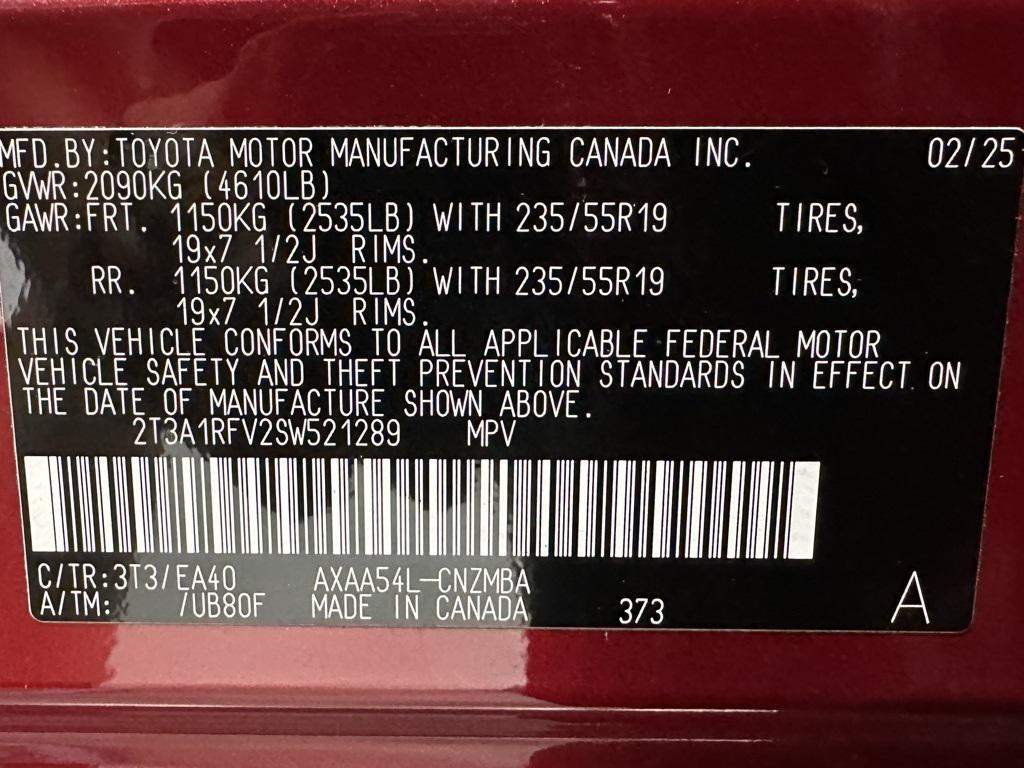 MFD.BY:TOYOTA MOTOR MANUFACTURING CANADA INC. 02/25
GVWR:2090KG (4610LB)
GAWR:FRT. 1150KG (2535LB) WITH 235/55R19 TIRES,
19x7 1/2J RIMS.
RR. 1150KG (2535LB) WITH 235/55R19 TIRES,
19x7 1/2J RIMS.
THIS VEHICLE CONFORMS TO ALL APPLICABLE FEDERAL MOTOR
VEHICLE SAFETY AND THEFT PREVENTION STANDARDS IN EFFECT ON
THE DATE OF MANUFACTURE SHOWN ABOVE.
2T3A1RFV2SW521289 MPV
C/TR:3T3/EA40 AXAA54L-CNZMBA
A/TM: /UB80F MADE IN CANADA 373 A